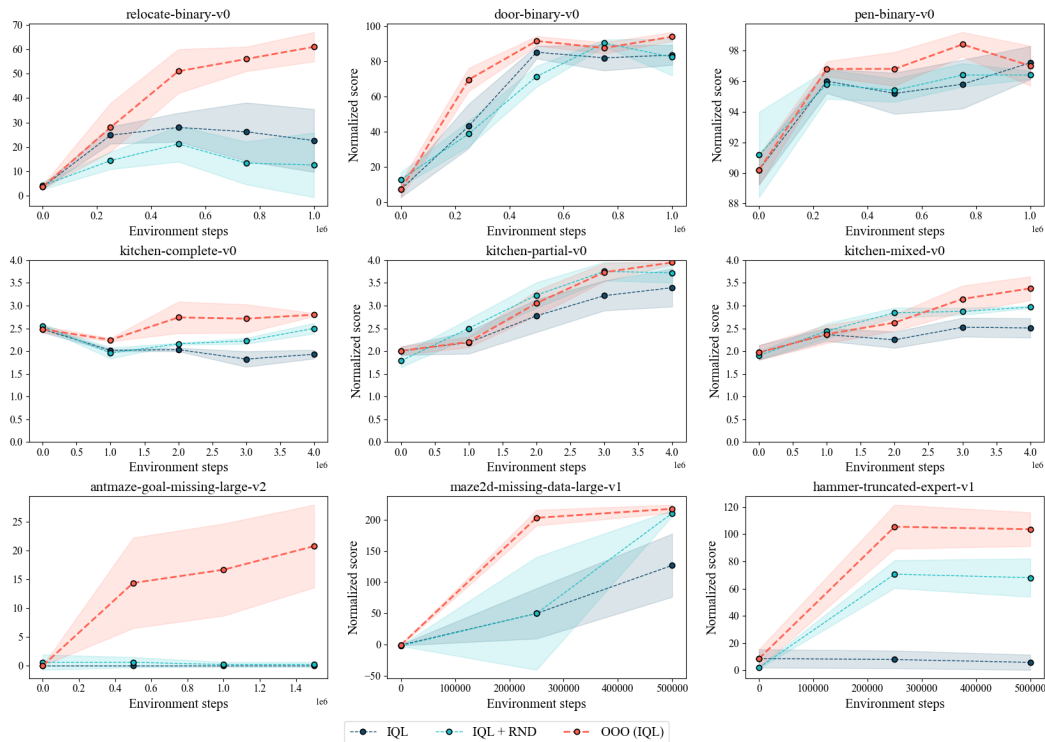 relocate-binary-v0
door-binary-v0
pen-binary-v0
70
60
50
40
30
20
10
0
0.0 0.2 0.4 0.6 0.8 1.0
1e6
Environment steps
Normalized score
100
80
60
40
20
0
0.0 0.2 0.4 0.6 0.8 1.0
1e6
Environment steps
Normalized score
98
96
94
92
90
88
0.0 0.2 0.4 0.6 0.8 1.0
1e6
Environment steps
kitchen-complete-v0
kitchen-partial-v0
kitchen-mixed-v0
4.0
3.5
3.0
2.5
2.0
1.5
1.0
0.5
0.0
0.0 0.5 1.0 1.5 2.0 2.5 3.0 3.5 4.0
1e6
Environment steps
Normalized score
4.0
3.5
3.0
2.5
2.0
1.5
1.0
0.5
0.0
0.0 0.5 1.0 1.5 2.0 2.5 3.0 3.5 4.0
1e6
Environment steps
Normalized score
4.0
3.5
3.0
2.5
2.0
1.5
1.0
0.5
0.0
0.0 0.5 1.0 1.5 2.0 2.5 3.0 3.5 4.0
1e6
Environment steps
antmaze-goal-missing-large-v2
maze2d-missing-data-large-v1
hammer-truncated-expert-v1
25
20
15
10
5
0
0.0 0.2 0.4 0.6 0.8 1.0 1.2 1.4
1e6
Environment steps
Normalized score
200
150
100
50
0
−50
0 100000 200000 300000 400000 500000
Environment steps
Normalized score
120
100
80
60
40
20
0
0 100000 200000 300000 400000 500000
Environment steps
IQL
IQL + RND
OOO (IQL)